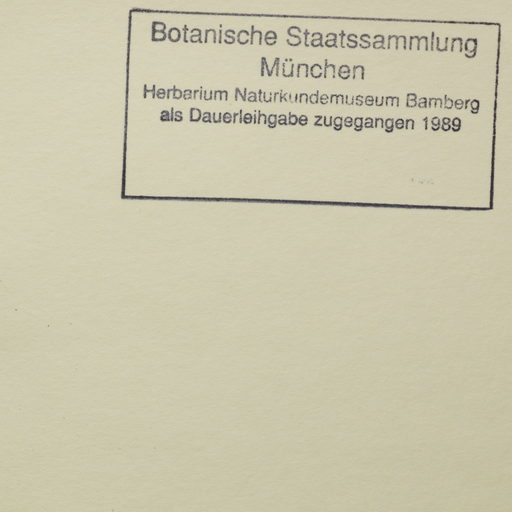 Botanische Staatssammlung
München
Herbarium Naturkundemuseum Bamberg
als Dauerleihgabe zugegangen 1989